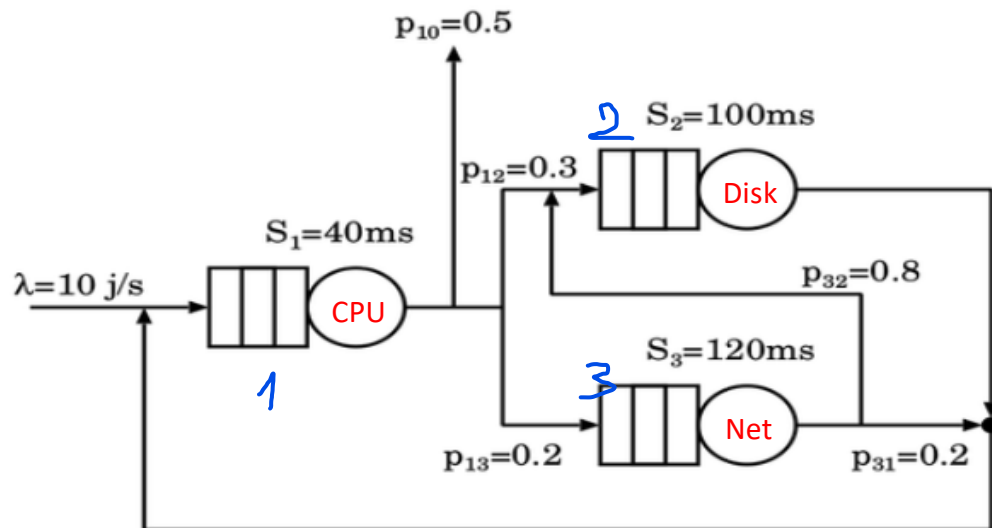 p₁₀=0.5
S₂=100ms
2
p₁₂=0.3
Disk
S₁=40ms
λ=10 j/s
CPU
p₃₂=0.8
S₃=120ms
1
3
Net
p₁₃=0.2
p₃₁=0.2